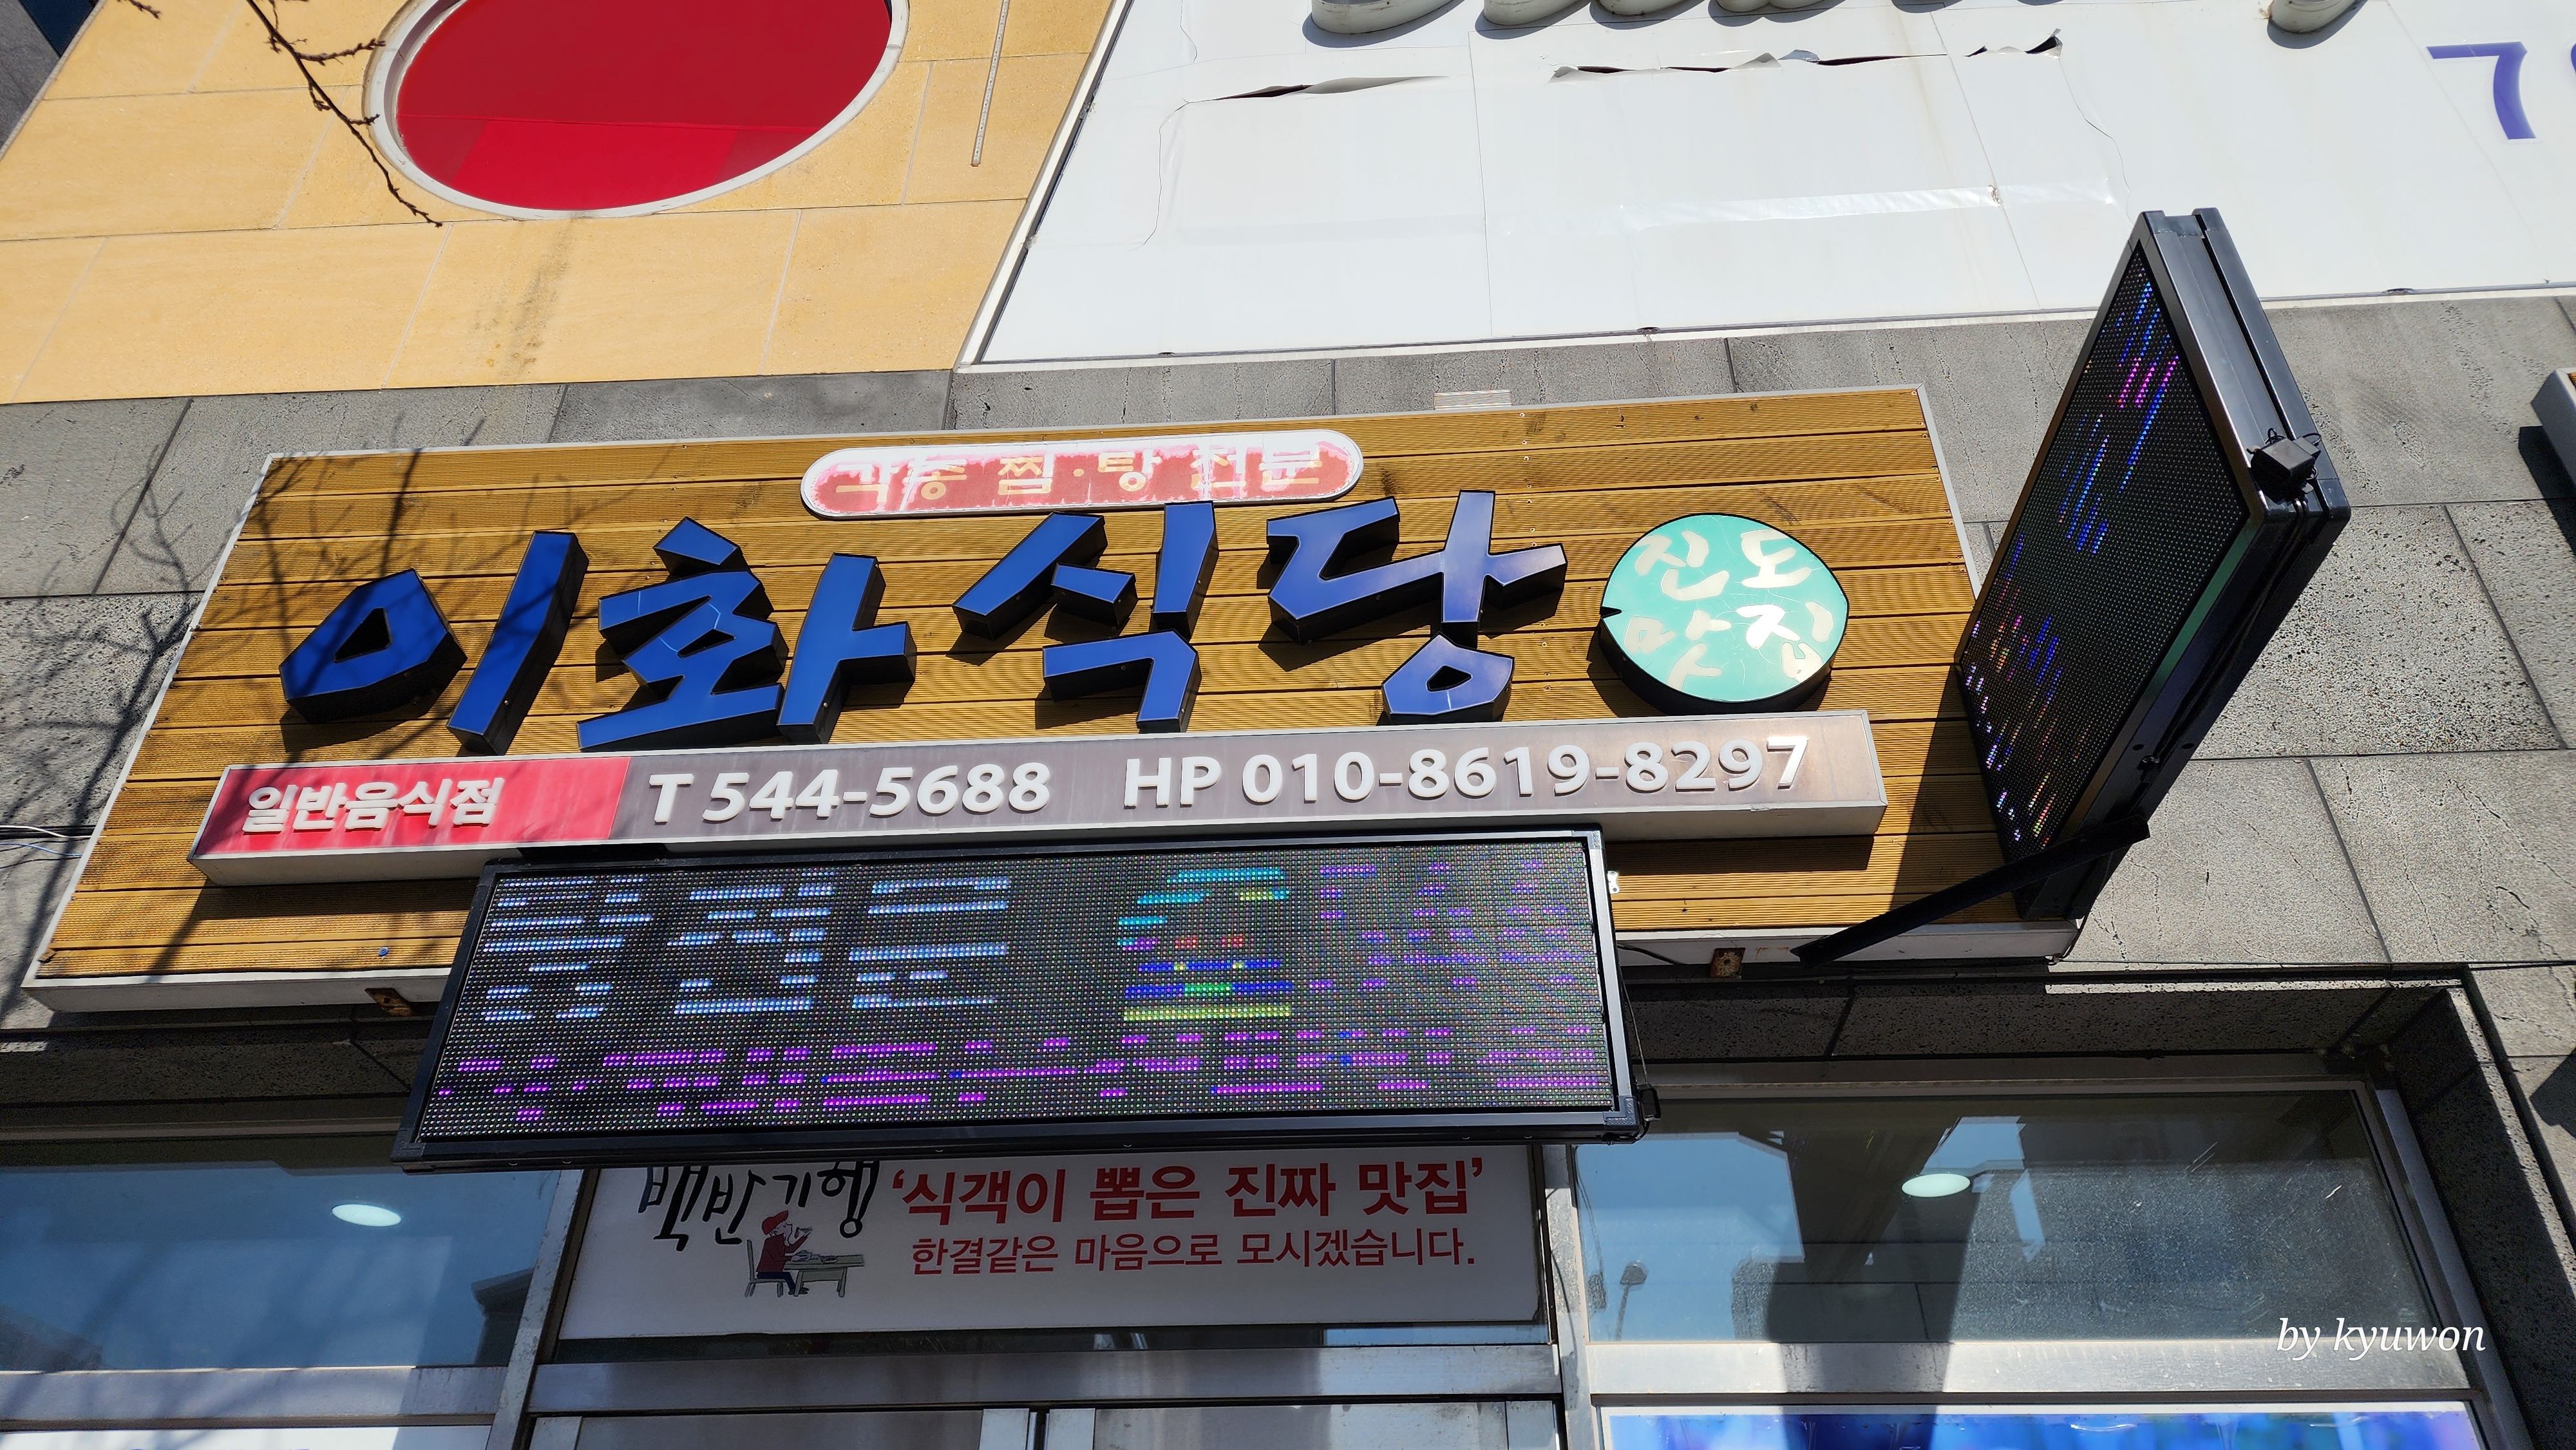 7
각종 찜·탕 전문
이화식당
진도
맛집
일반음식점 T 544-5688 HP 010-8619-8297
백반기행 '식객이 뽑은 진짜 맛집'
한결같은 마음으로 모시겠습니다.
by kyuwon